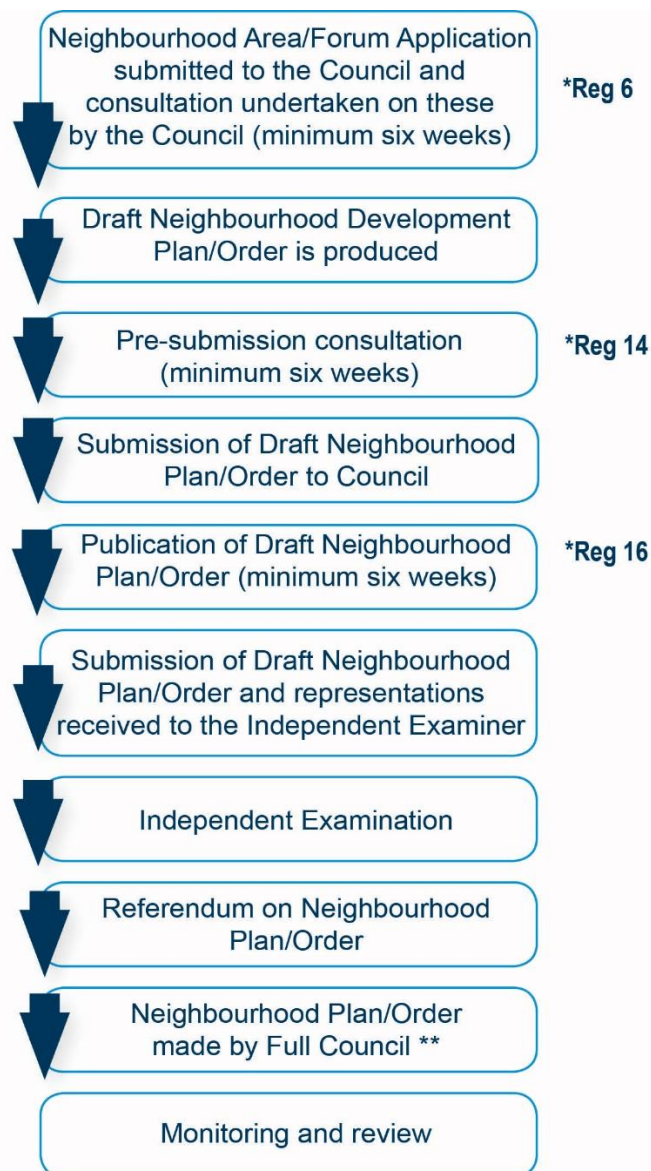 Neighbourhood Area/Forum Application
submitted to the Council and
consultation undertaken on these
by the Council (minimum six weeks)
*Reg 6
Draft Neighbourhood Development
Plan/Order is produced
Pre-submission consultation
(minimum six weeks)
*Reg 14
Submission of Draft Neighbourhood
Plan/Order to Council
Publication of Draft Neighbourhood
Plan/Order (minimum six weeks)
*Reg 16
Submission of Draft Neighbourhood
Plan/Order and representations
received to the Independent Examiner
Independent Examination
Referendum on Neighbourhood
Plan/Order
Neighbourhood Plan/Order
made by Full Council **
Monitoring and review